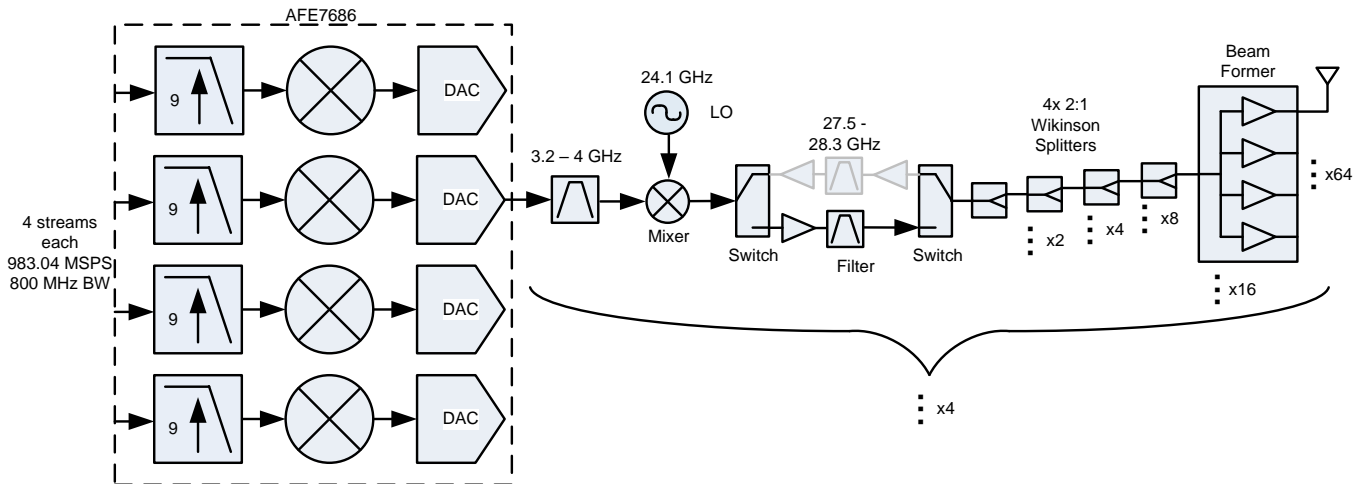 AFE7686
4 streams
each
983.04 MSPS
800 MHz BW
9
DAC
9
DAC
9
DAC
9
DAC
3.2 – 4 GHz
24.1 GHz
LO
Mixer
Switch
27.5 -
28.3 GHz
Filter
Switch
4x 2:1
Wikinson
Splitters
x2
x4
x8
Beam
Former
x64
x16
x4